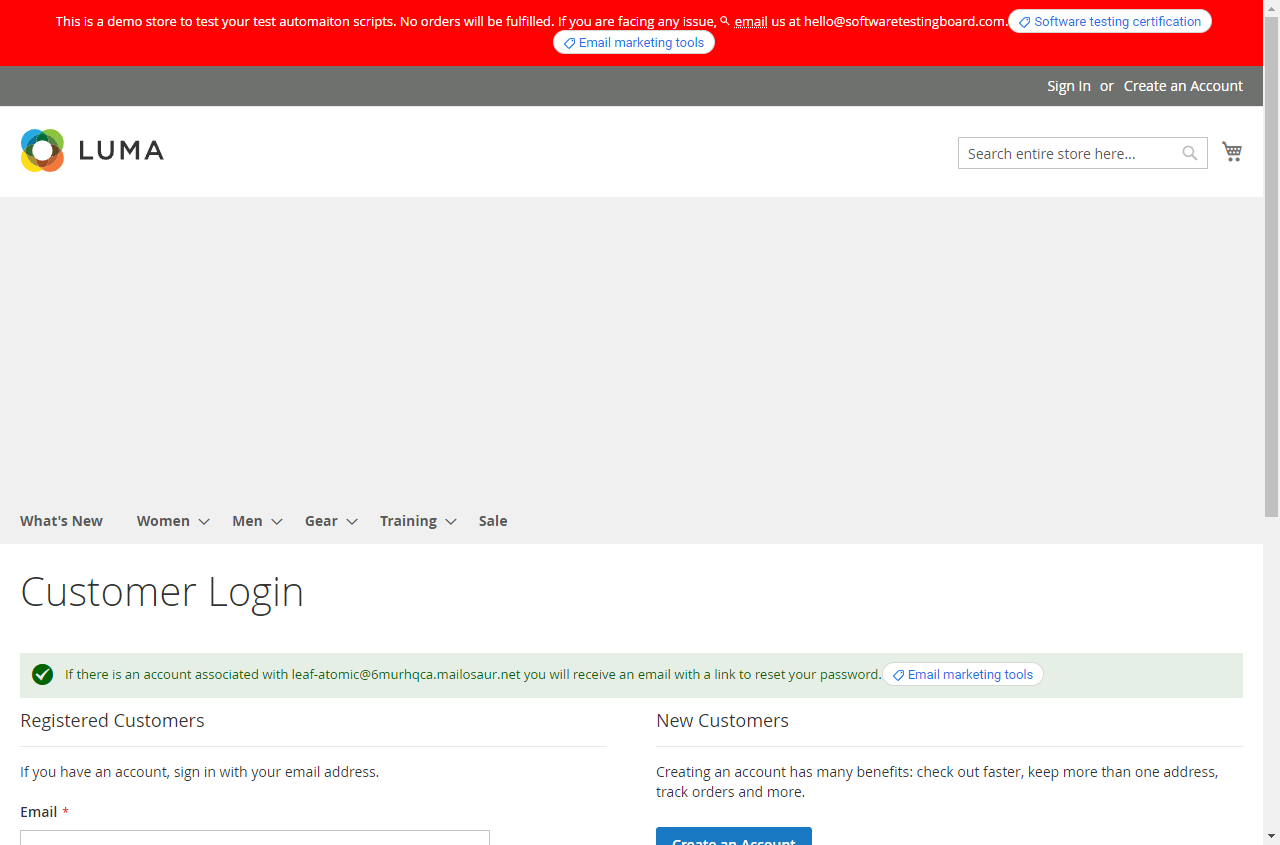 This is a demo store to test your test automaiton scripts. No orders will be fulfilled. If you are facing any issue, email us at hello@softwaretestingboard.com. Software testing certification
Email marketing tools
Sign In or Create an Account
LUMA
Search entire store here...
What's New Women Men Gear Training Sale
Customer Login
If there is an account associated with leaf-atomic@6murhqca.mailosaur.net you will receive an email with a link to reset your password. Email marketing tools
Registered Customers
If you have an account, sign in with your email address.
Email *
New Customers
Creating an account has many benefits: check out faster, keep more than one address,
track orders and more.
Create an Account